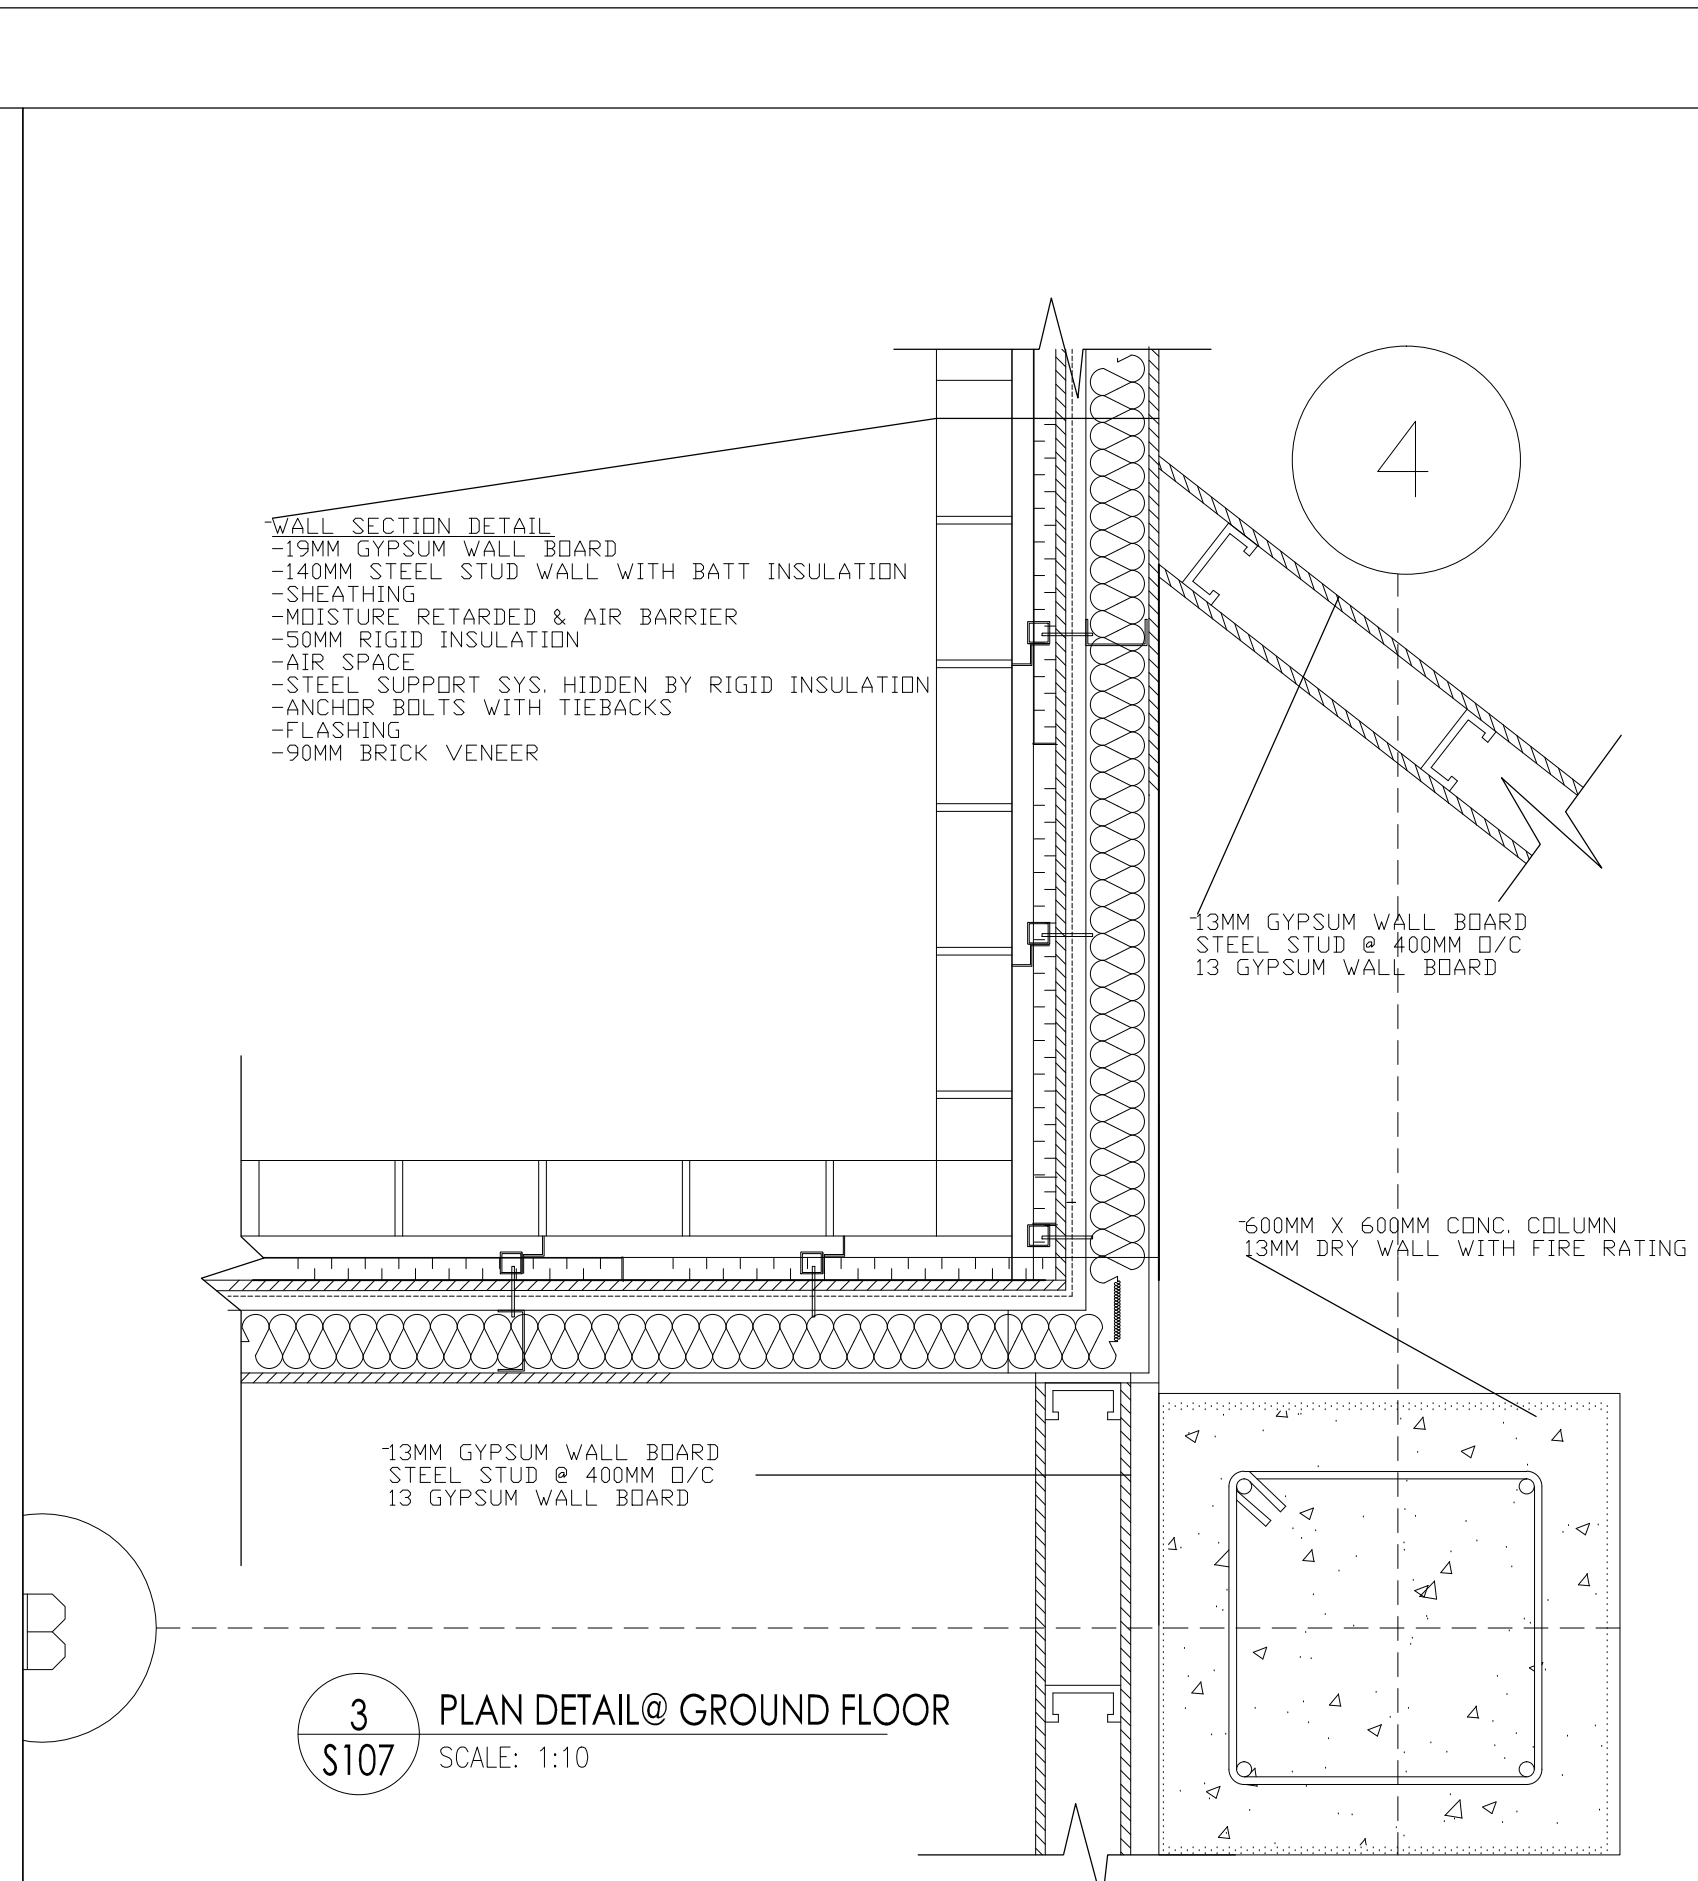 4
WALL SECTION DETAIL
-19MM GYPSUM WALL BOARD
-140MM STEEL STUD WALL WITH BATT INSULATION
-SHEATHING
-MOISTURE RETARDED & AIR BARRIER
-50MM RIGID INSULATION
-AIR SPACE
-STEEL SUPPORT SYS. HIDDEN BY RIGID INSULATION
-ANCHOR BOLTS WITH TIEBACKS
-FLASHING
-90MM BRICK VENEER
13MM GYPSUM WALL BOARD
STEEL STUD @ 400MM O/C
13 GYPSUM WALL BOARD
600MM X 600MM CONC. COLUMN
13MM DRY WALL WITH FIRE RATING
13MM GYPSUM WALL BOARD
STEEL STUD @ 400MM O/C
13 GYPSUM WALL BOARD
B
3
S107
PLAN DETAIL@ GROUND FLOOR
SCALE: 1:10